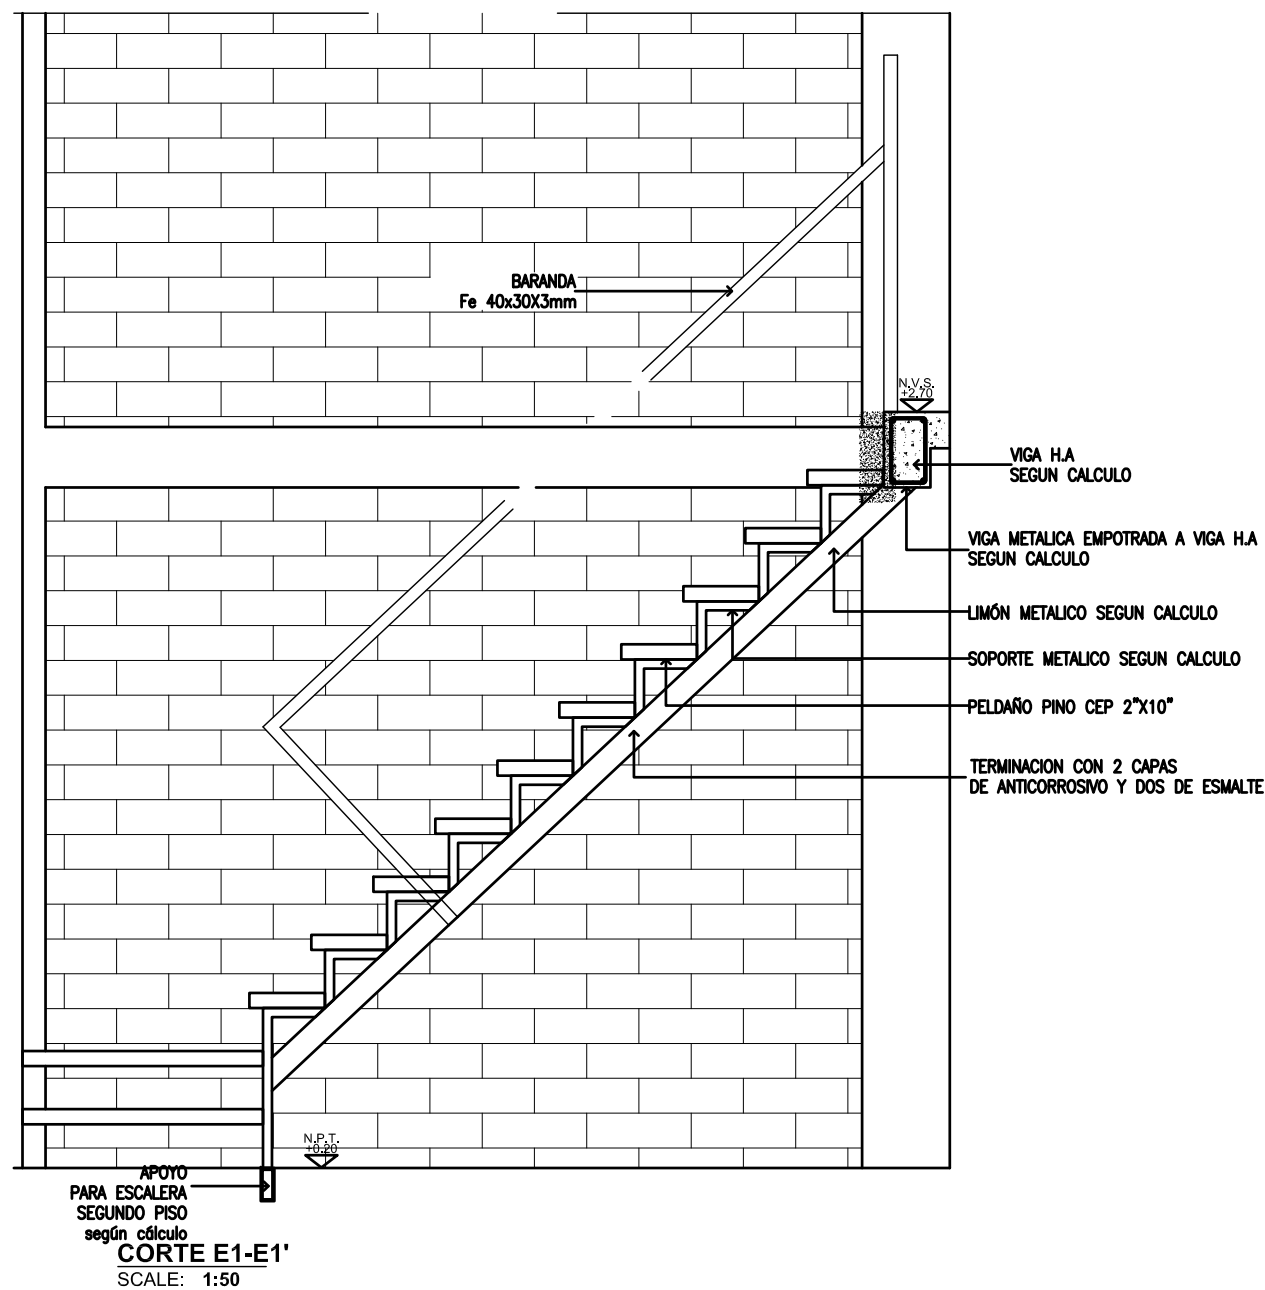 BARANDA
Fe 40x30X3mm
N.V.S.
+2.70
VIGA H.A
SEGUN CALCULO
VIGA METALICA EMPOTRADA A VIGA H.A
SEGUN CALCULO
LIMÓN METALICO SEGUN CALCULO
SOPORTE METALICO SEGUN CALCULO
PELDAÑO PINO CEP 2"X10"
TERMINACION CON 2 CAPAS
DE ANTICORROSIVO Y DOS DE ESMALTE
N.P.T.
+0.20
APOYO
PARA ESCALERA
SEGUNDO PISO
según cálculo
CORTE E1-E1'
SCALE: 1:50